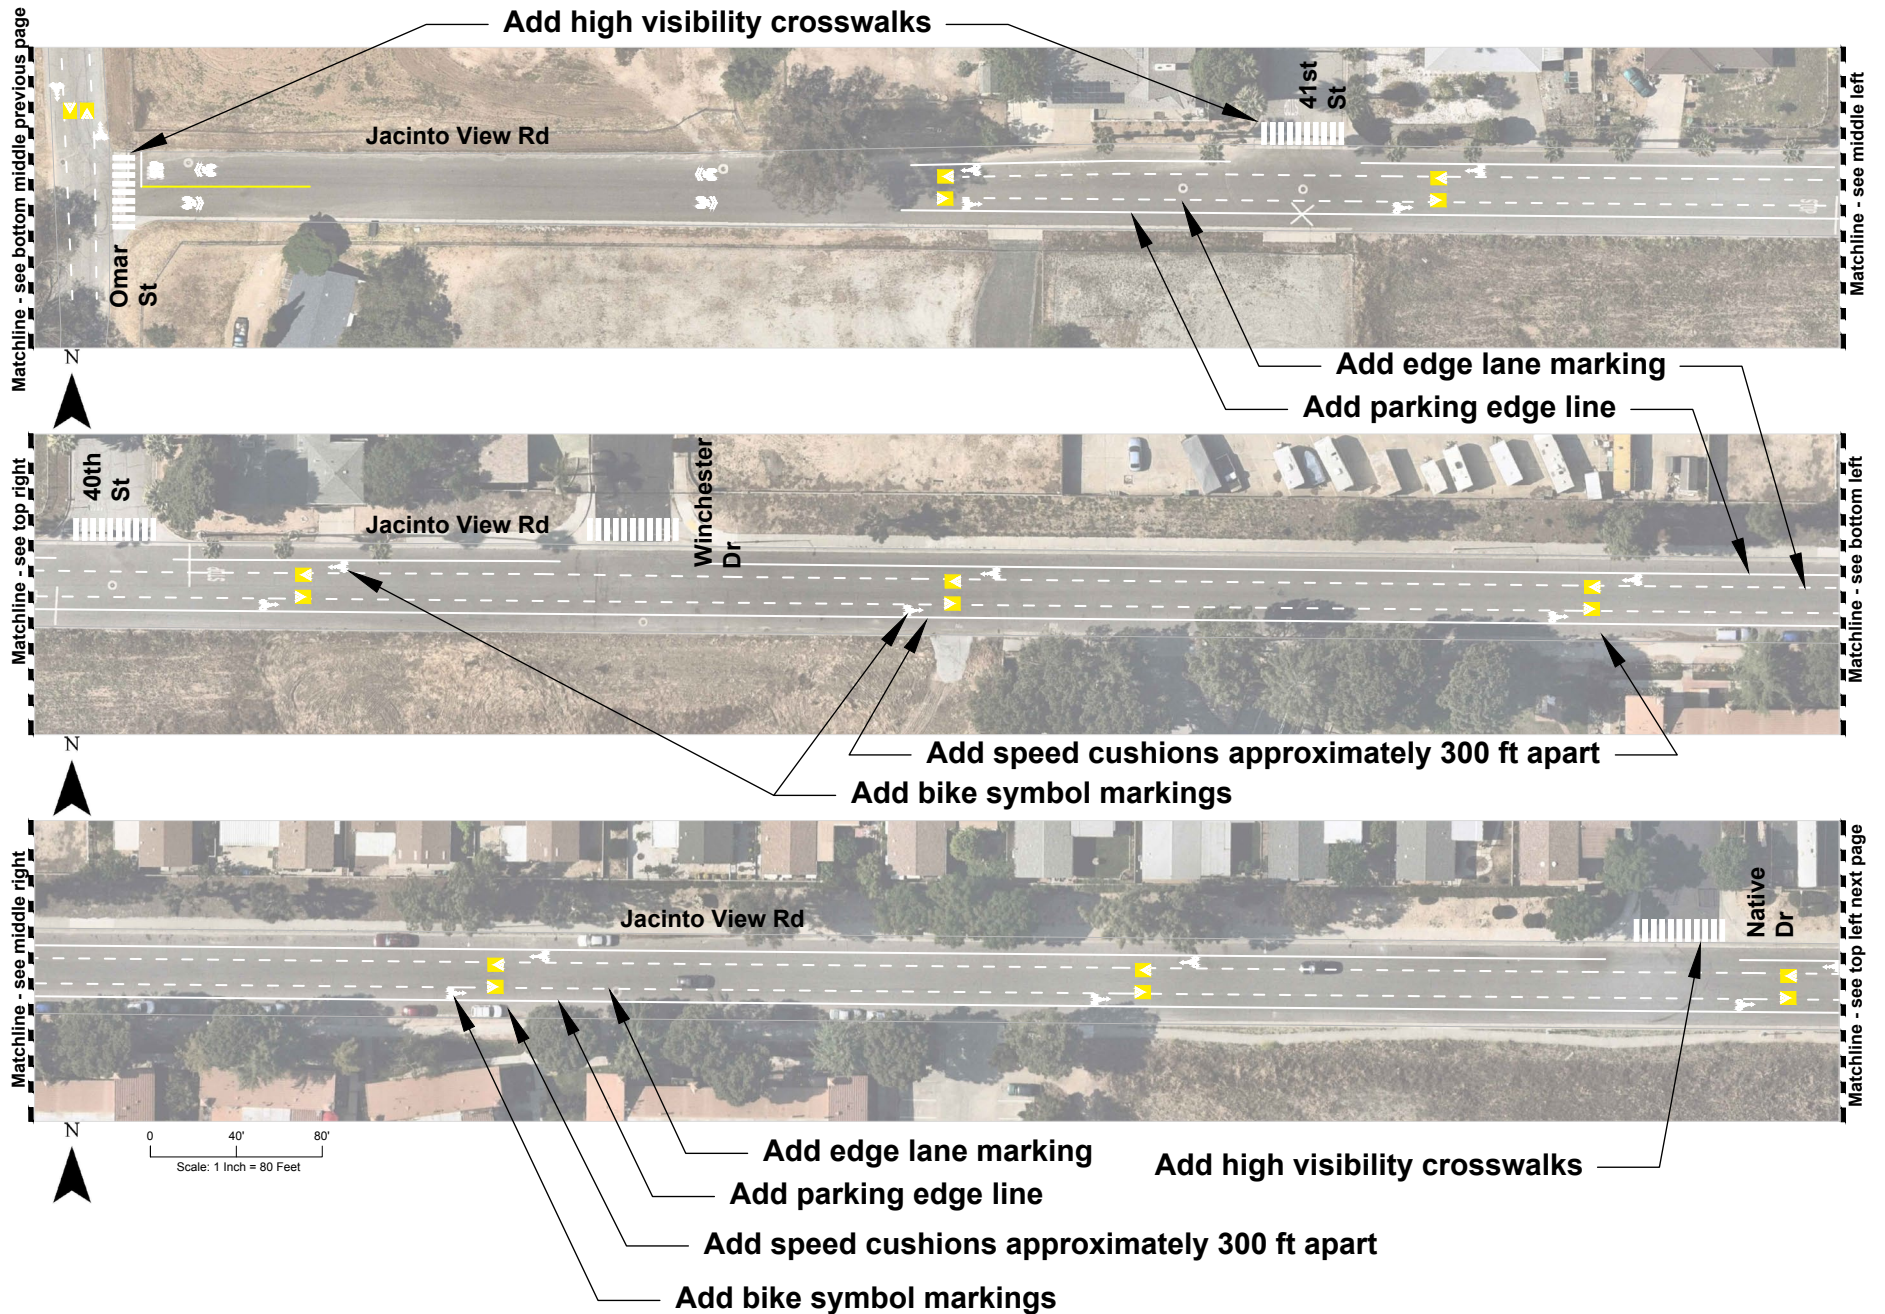 Add high visibility crosswalks
Matchline - see bottom middle previous page
Jacinto View Rd
41st
St
Omar
St
Matchline - see middle left
Add edge lane marking
Add parking edge line
N
Matchline - see top right
40th
St
Jacinto View Rd
Winchester
Dr
Matchline - see bottom left
Add speed cushions approximately 300 ft apart
Add bike symbol markings
N
Matchline - see middle right
Jacinto View Rd
Native
Dr
Matchline - see top left next page
N
0 40' 80'
Scale: 1 Inch = 80 Feet
Add edge lane marking
Add high visibility crosswalks
Add parking edge line
Add speed cushions approximately 300 ft apart
Add bike symbol markings